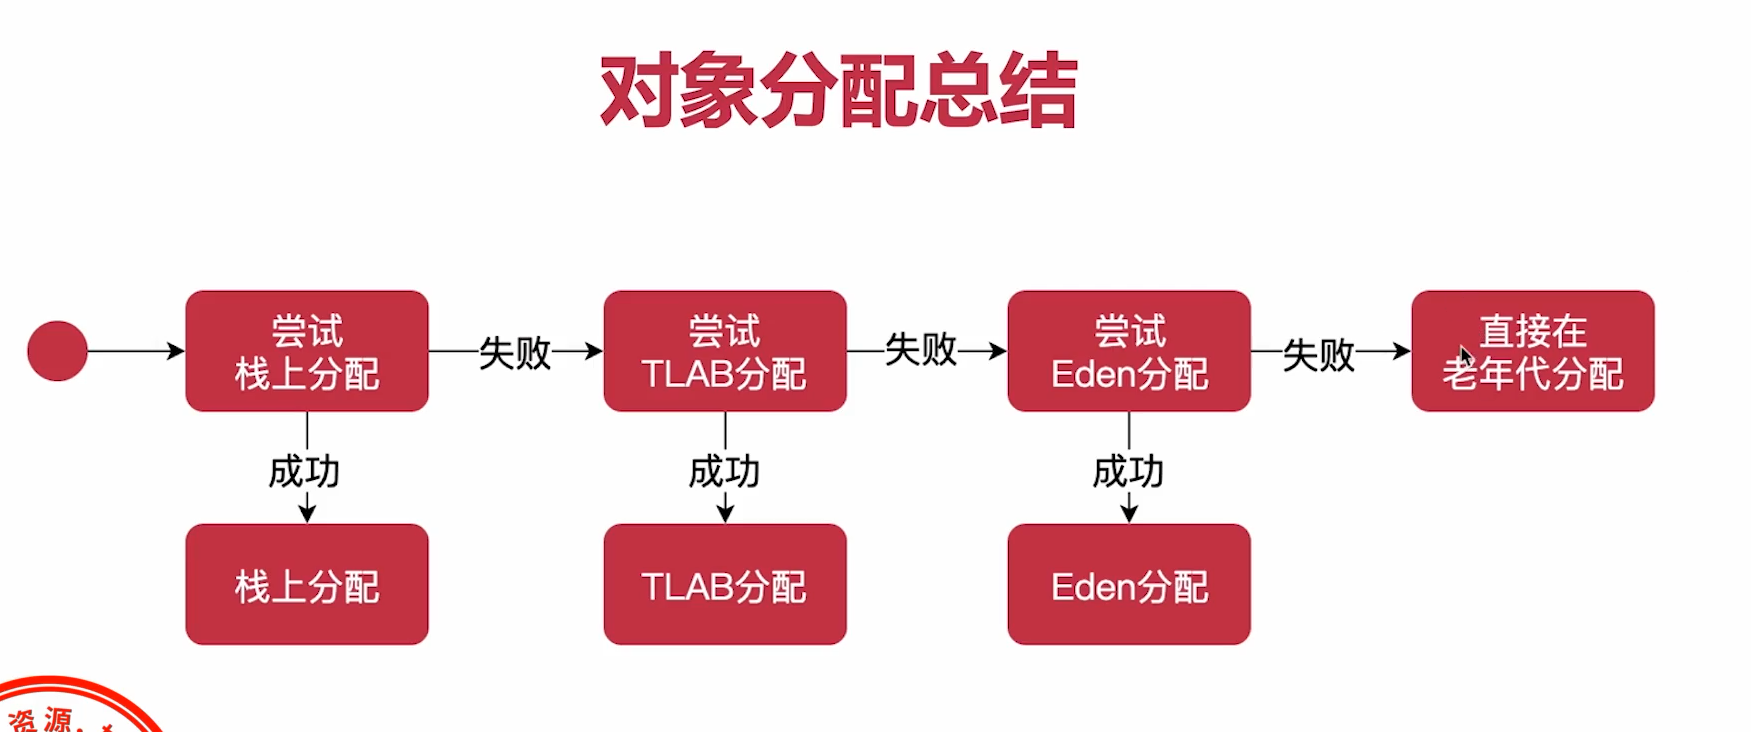 对象分配总结
尝试
栈上分配
失败
尝试
TLAB分配
失败
尝试
Eden分配
失败
直接在
老年代分配
成功
成功
成功
栈上分配
TLAB分配
Eden分配
资源